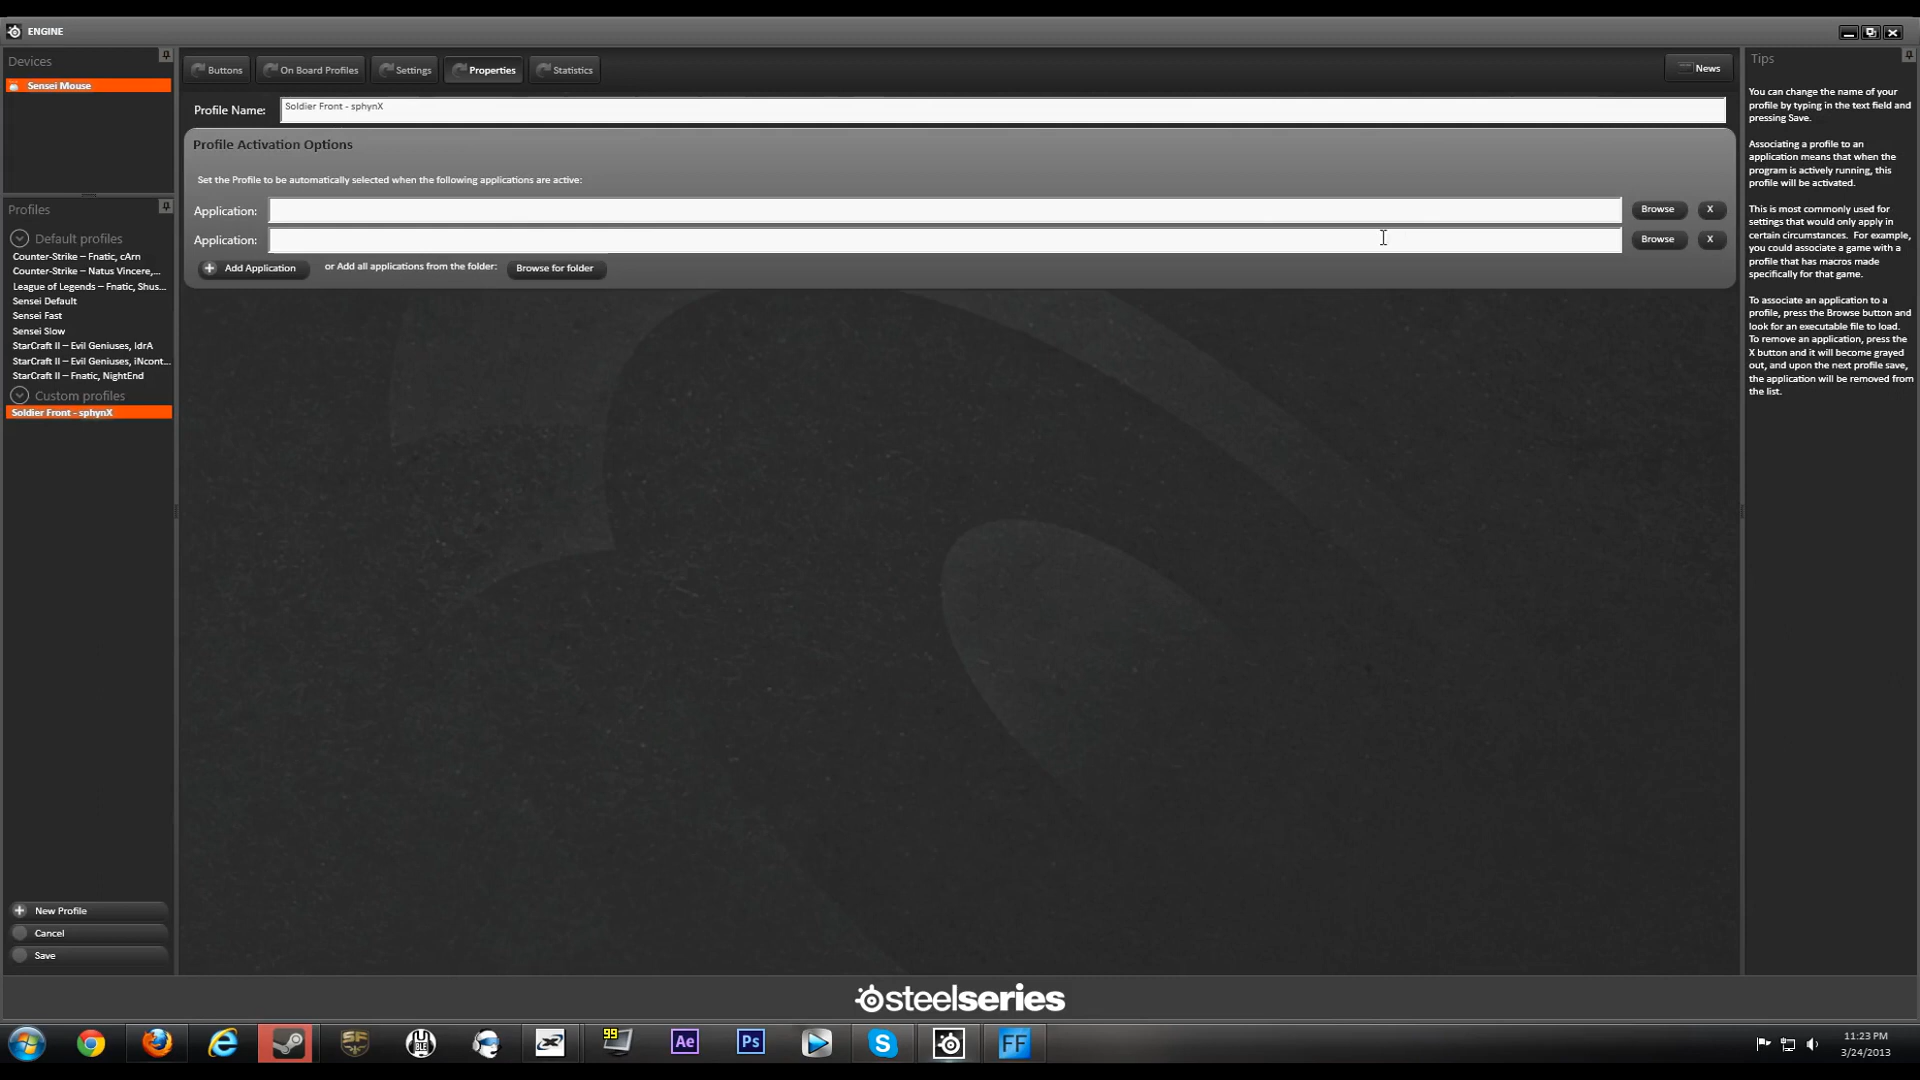 ENGINE
Devices
Sensei Mouse
Profiles
Default profiles
Counter-Strike – Fnatic, cArn
Counter-Strike – Natus Vincere,...
League of Legends – Fnatic, Shus...
Sensei Default
Sensei Fast
Sensei Slow
StarCraft II – Evil Geniuses, IdrA
StarCraft II – Evil Geniuses, iNcont...
StarCraft II – Fnatic, NightEnd
Custom profiles
Soldier Front - sphynX
New Profile
Cancel
Save
Buttons
On Board Profiles
Settings
Properties
Statistics
News
Profile Name:
Soldier Front - sphynX
Profile Activation Options
Set the Profile to be automatically selected when the following applications are active:
Application:
Browse
X
Application:
Browse
X
Add Application
or Add all applications from the folder:
Browse for folder
Tips
You can change the name of your
profile by typing in the text field and
pressing Save.
Associating a profile to an
application means that when the
program is actively running, this
profile will be activated.
This is most commonly used for
settings that would only apply in
certain circumstances. For example,
you could associate a game with a
profile that has macros made
specifically for that game.
To associate an application to a
profile, press the Browse button and
look for an executable file to load.
To remove an application, press the
X button and it will become grayed
out, and upon the next profile save,
the application will be removed from
the list.
steelseries
SF
99
Ae
Ps
FF
11:23 PM
3/24/2013